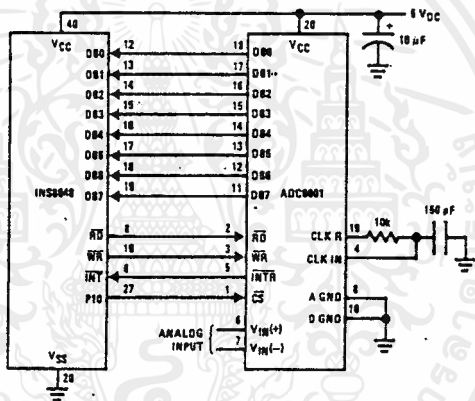 40
20
5 V_DC
V_CC
V_CC
10 µF
+
DB0 12 18 DB0
DB1 13 17 DB1
DB2 14 16 DB2
DB3 15 15 DB3
DB4 16 14 DB4
DB5 17 13 DB5
DB6 18 12 DB6
DB7 19 11 DB7
INS8048
ADC0801
RD 8 2 RD
WR 10 3 WR
INT 6 5 INTR
P10 27 1 CS
CLK R 19 10k
150 pF
CLK IN 4
A GND 8
D GND 10
ANALOG INPUT
6 V_IN(+)
7 V_IN(−)
V_SS
20